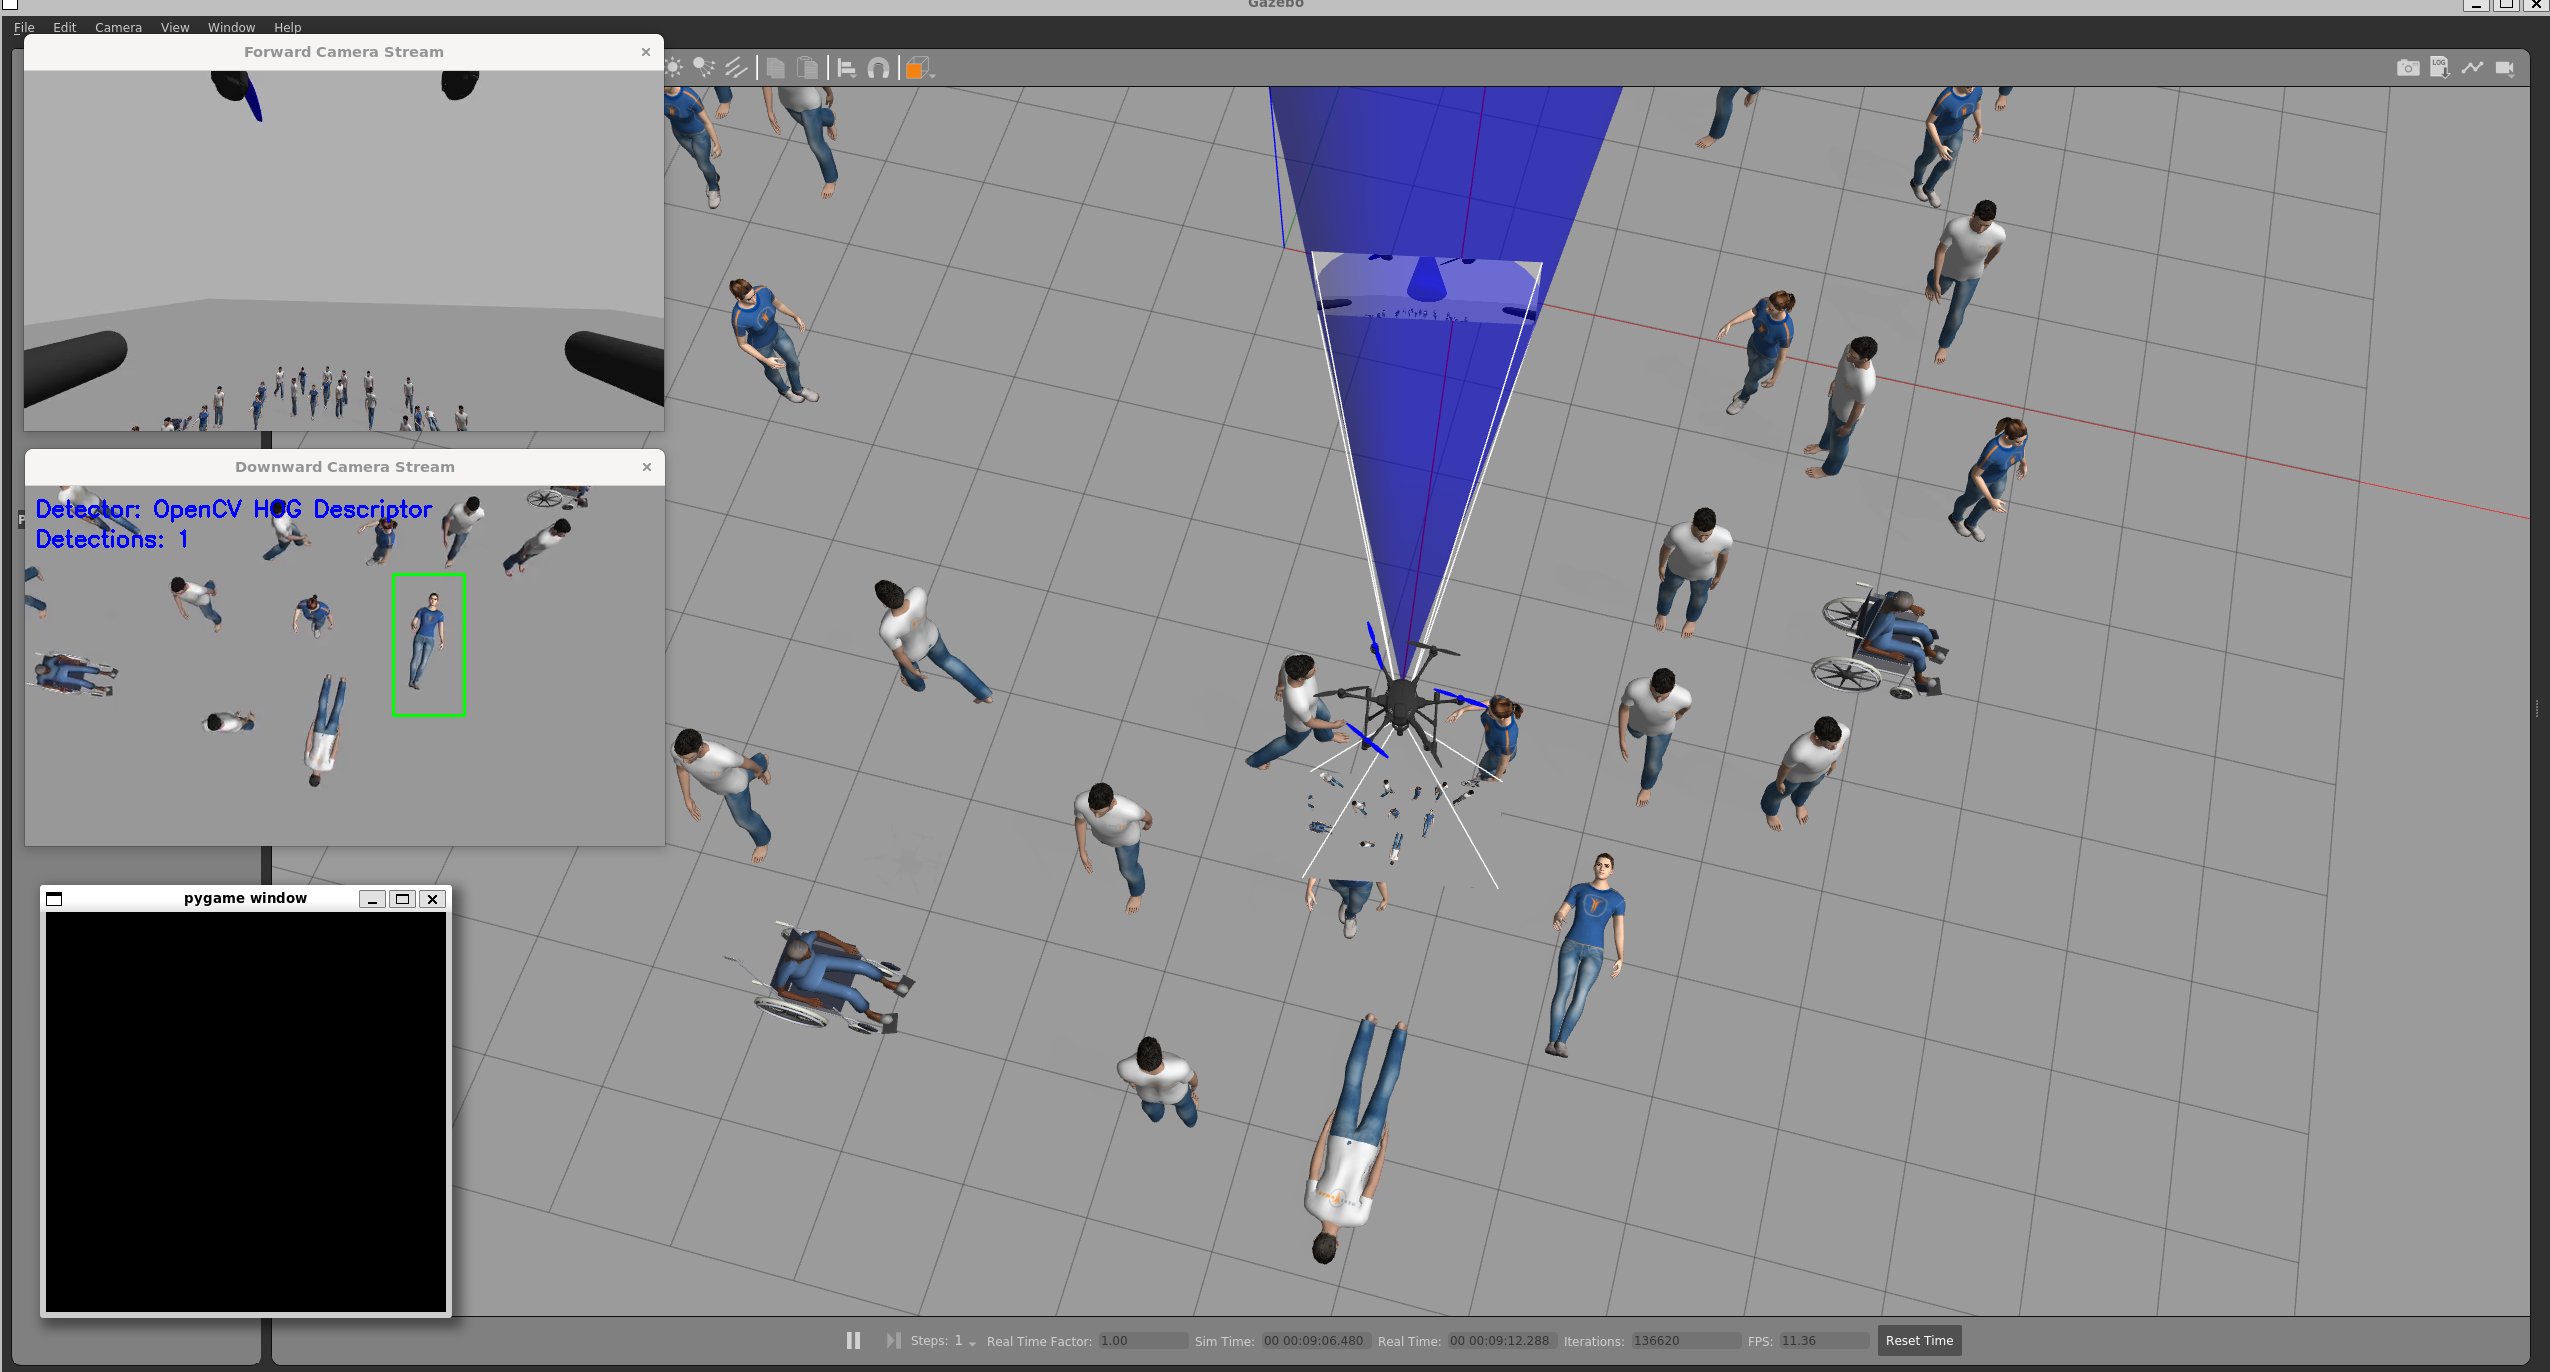 Gazebo
File Edit Camera View Window Help
Forward Camera Stream
LOG
Downward Camera Stream
Detector: OpenCV HOG Descriptor
Detections: 1
pygame window
Steps: 1 Real Time Factor: 1.00 Sim Time: 00 00:09:06.480 Real Time: 00 00:09:12.288 Iterations: 136620 FPS: 11.36 Reset Time